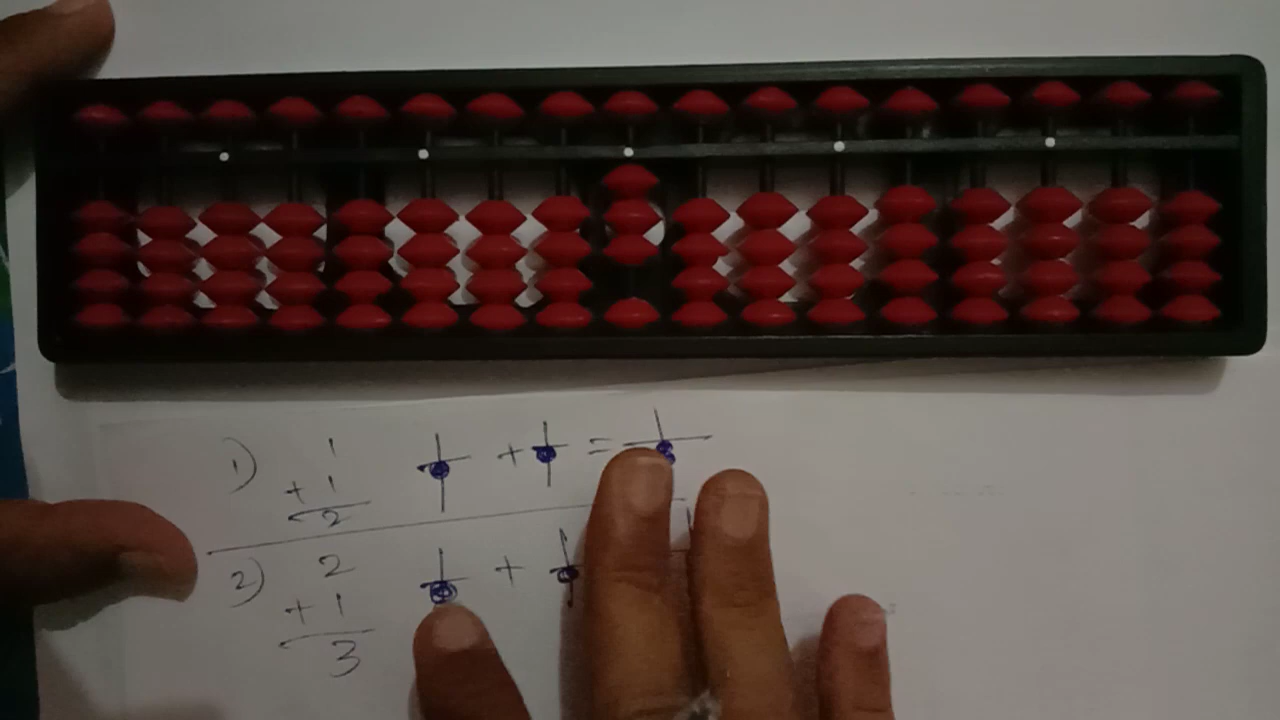 1) 1
+ 1 + =
2
2) 2
+ 1 +
3